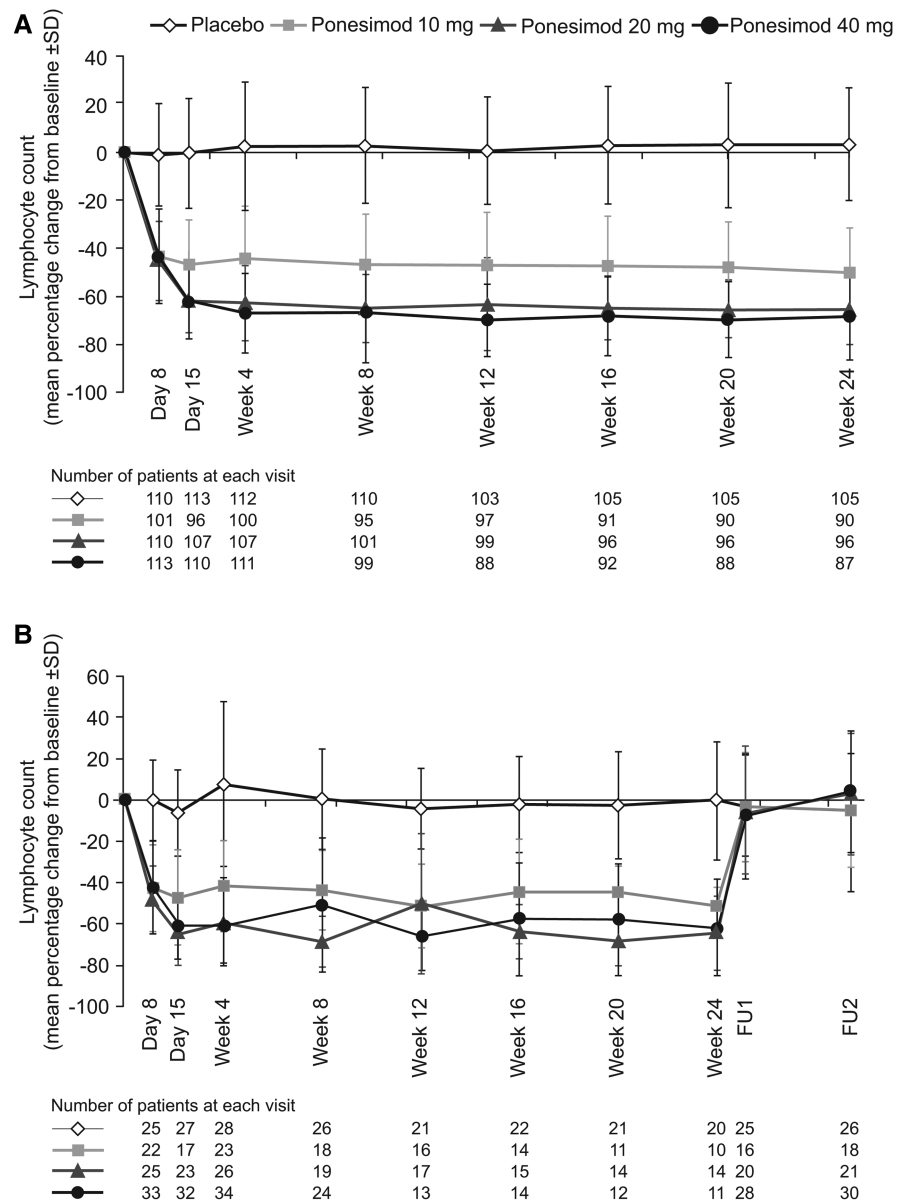 A
Placebo Ponesimod 10 mg Ponesimod 20 mg Ponesimod 40 mg
Lymphocyte count
(mean percentage change from baseline ±SD)
40
20
0
-20
-40
-60
-80
-100
Day 8 Day 15 Week 4 Week 8 Week 12 Week 16 Week 20 Week 24
Number of patients at each visit
110 113 112 110 103 105 105 105
101 96 100 95 97 91 90 90
110 107 107 101 99 96 96 96
113 110 111 99 88 92 88 87
B
Lymphocyte count
(mean percentage change from baseline ±SD)
60
40
20
0
-20
-40
-60
-80
-100
Day 8 Day 15 Week 4 Week 8 Week 12 Week 16 Week 20 Week 24 FU1 FU2
Number of patients at each visit
25 27 28 26 21 22 21 20 25 26
22 17 23 18 16 14 11 10 16 18
25 23 26 19 17 15 14 14 20 21
33 32 34 24 13 14 12 11 28 30